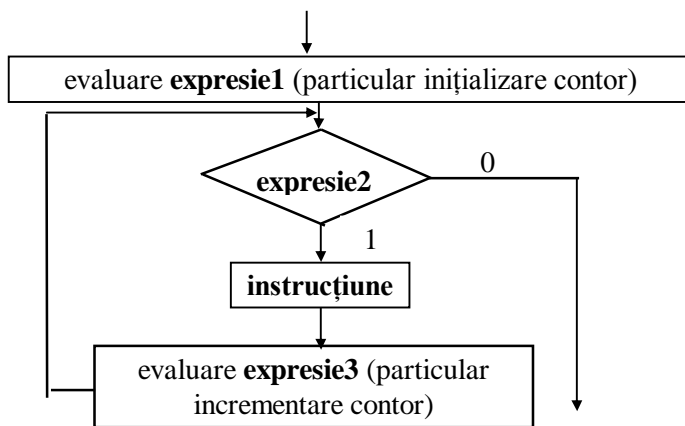 evaluare expresie1 (particular inițializare contor)
expresie2
0
1
instrucțiune
evaluare expresie3 (particular
incrementare contor)